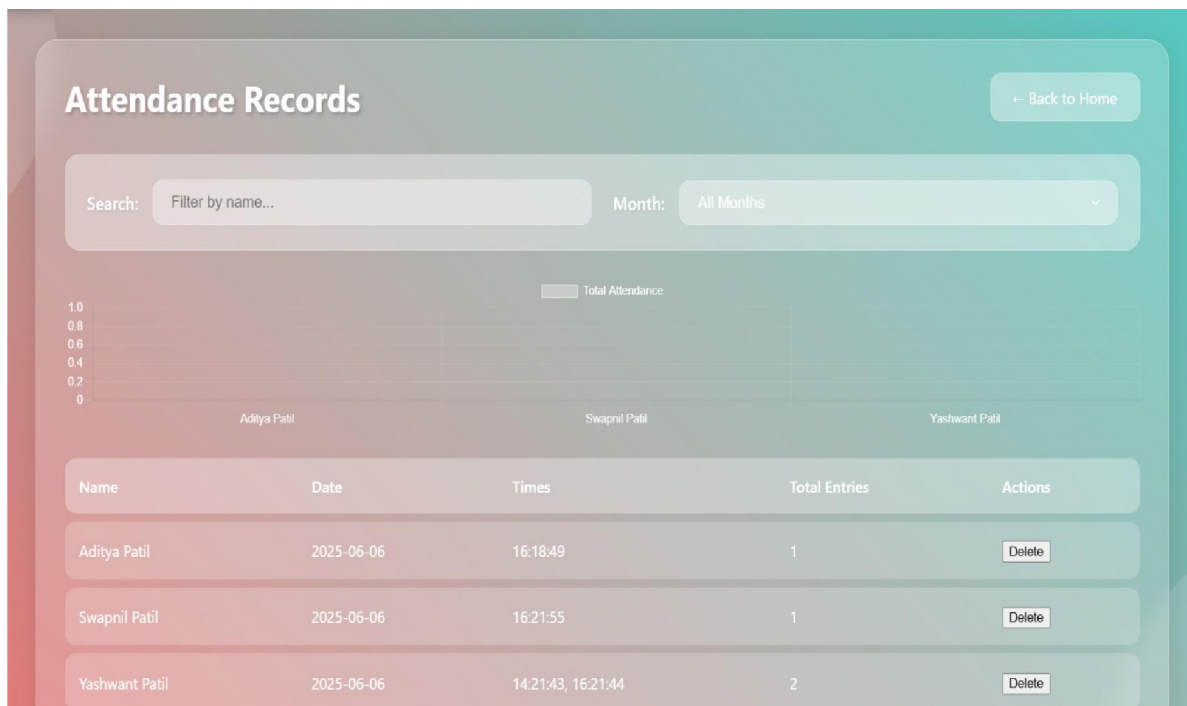 Attendance Records
← Back to Home
Search: Filter by name... Month: All Months
Total Attendance
1.0
0.8
0.6
0.4
0.2
0
Aditya Patil Swapnil Patil Yashwant Patil
Name Date Times Total Entries Actions
Aditya Patil 2025-06-06 16:18:49 1 Delete
Swapnil Patil 2025-06-06 16:21:55 1 Delete
Yashwant Patil 2025-06-06 14:21:43, 16:21:44 2 Delete